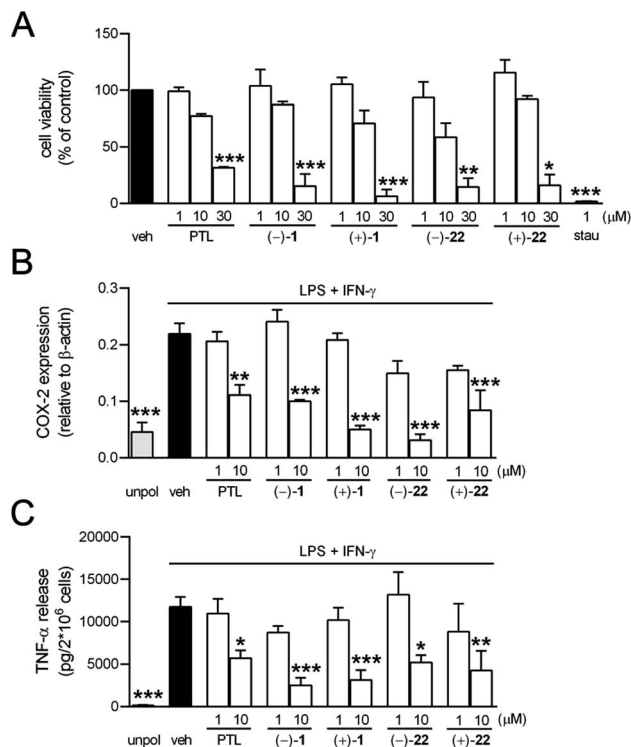 A
cell viability
(% of control)
150
100
50
0
*** *** *** ** * ***
1 10 30 1 10 30 1 10 30 1 10 30 1 10 30 1 (μM)
veh PTL (−)-1 (+)-1 (−)-22 (+)-22 stau
B
LPS + IFN-γ
COX-2 expression
(relative to β-actin)
0.3
0.2
0.1
0.0
*** ** *** *** *** ***
1 10 1 10 1 10 1 10 1 10 (μM)
unpol veh PTL (−)-1 (+)-1 (−)-22 (+)-22
C
LPS + IFN-γ
TNF-α release
(pg/2*10⁶ cells)
20000
15000
10000
5000
0
*** * *** *** * **
1 10 1 10 1 10 1 10 1 10 (μM)
unpol veh PTL (−)-1 (+)-1 (−)-22 (+)-22